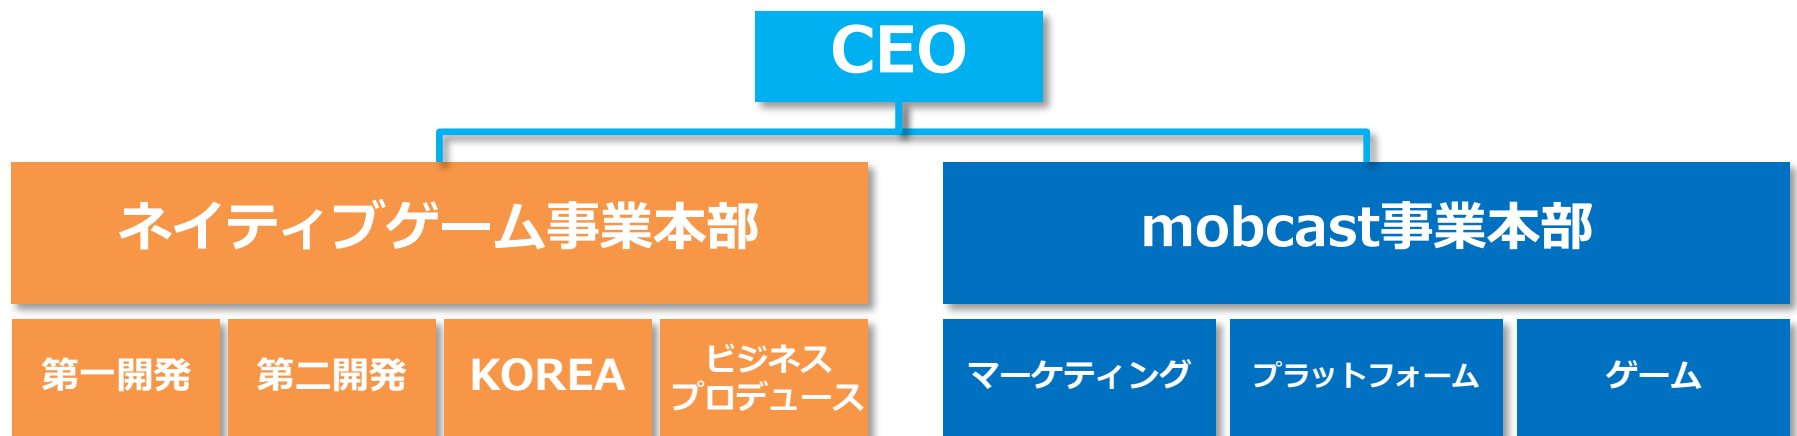 CEO
ネイティブゲーム事業本部
mobcast事業本部
第一開発
第二開発
KOREA
ビジネス
プロデュース
マーケティング
プラットフォーム
ゲーム